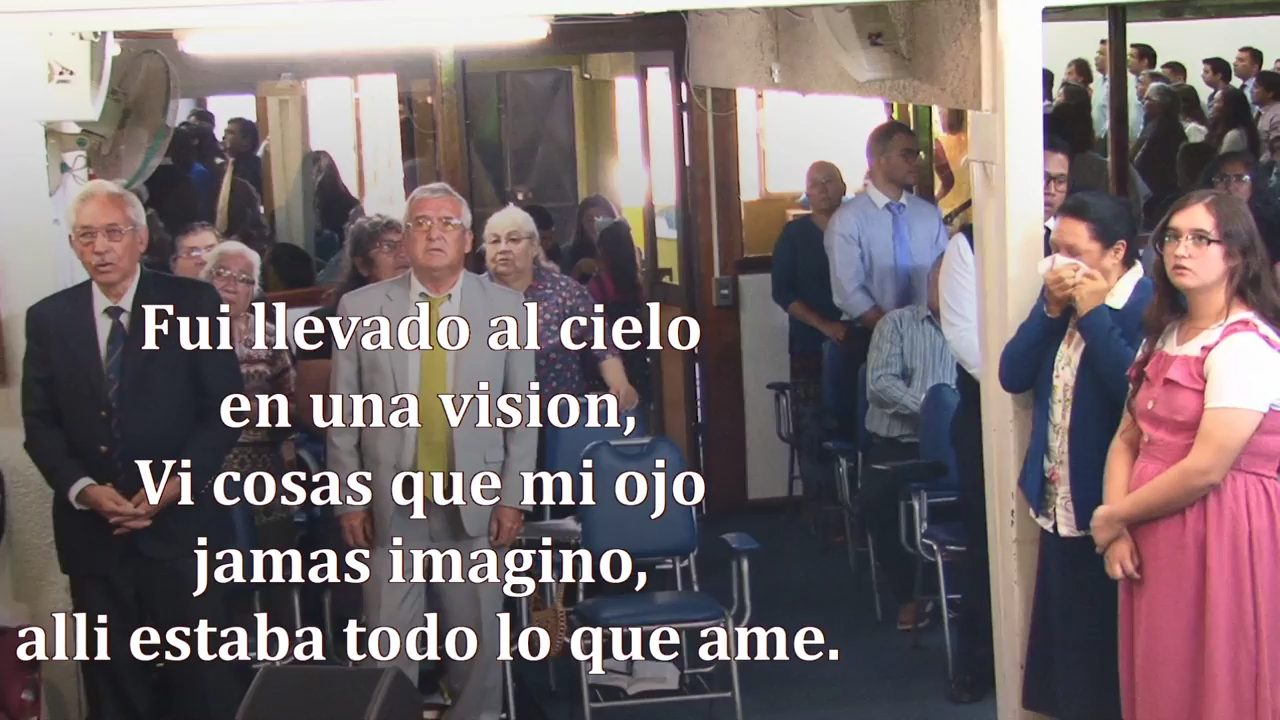 Fui llevado al cielo
en una vision,
Vi cosas que mi ojo
jamas imagino,
alli estaba todo lo que ame.